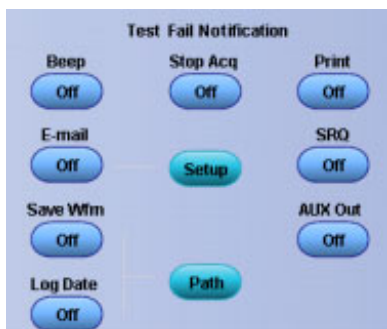 Test Fail Notification
Beep Stop Acq Print
Off Off Off
E-mail SRQ
Off Setup Off
Save Wfm AUX Out
Off Off
Log Date Path
Off